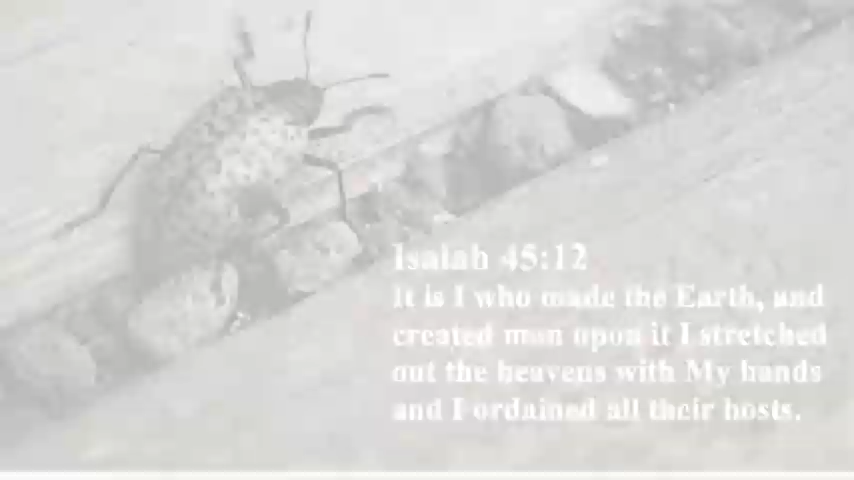 Isaiah 45:12
It is I who made the Earth, and
created man upon it I stretched
out the heavens with My hands
and I ordained all their hosts.